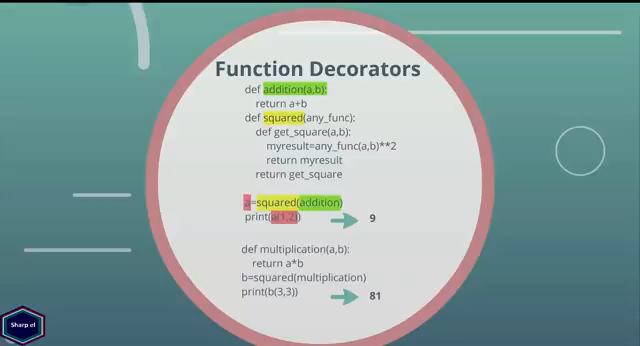 Function Decorators
def addition(a,b):
return a+b
def squared(any_func):
def get_square(a,b):
myresult=any_func(a,b)**2
return myresult
return get_square
a=squared(addition)
print(a(1,2))
9
def multiplication(a,b):
return a*b
b=squared(multiplication)
print(b(3,3))
81
Sharp el